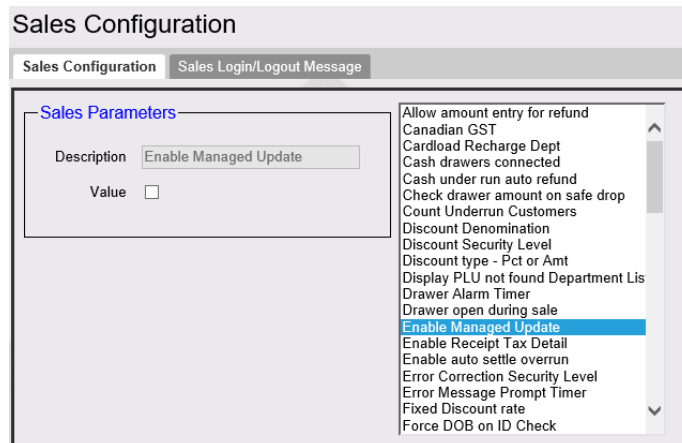 Sales Configuration
Sales Configuration Sales Login/Logout Message
Sales Parameters
Description Enable Managed Update
Value
Allow amount entry for refund
Canadian GST
Cardload Recharge Dept
Cash drawers connected
Cash under run auto refund
Check drawer amount on safe drop
Count Underrun Customers
Discount Denomination
Discount Security Level
Discount type - Pct or Amt
Display PLU not found Department Lis
Drawer Alarm Timer
Drawer open during sale
Enable Managed Update
Enable Receipt Tax Detail
Enable auto settle overrun
Error Correction Security Level
Error Message Prompt Timer
Fixed Discount rate
Force DOB on ID Check